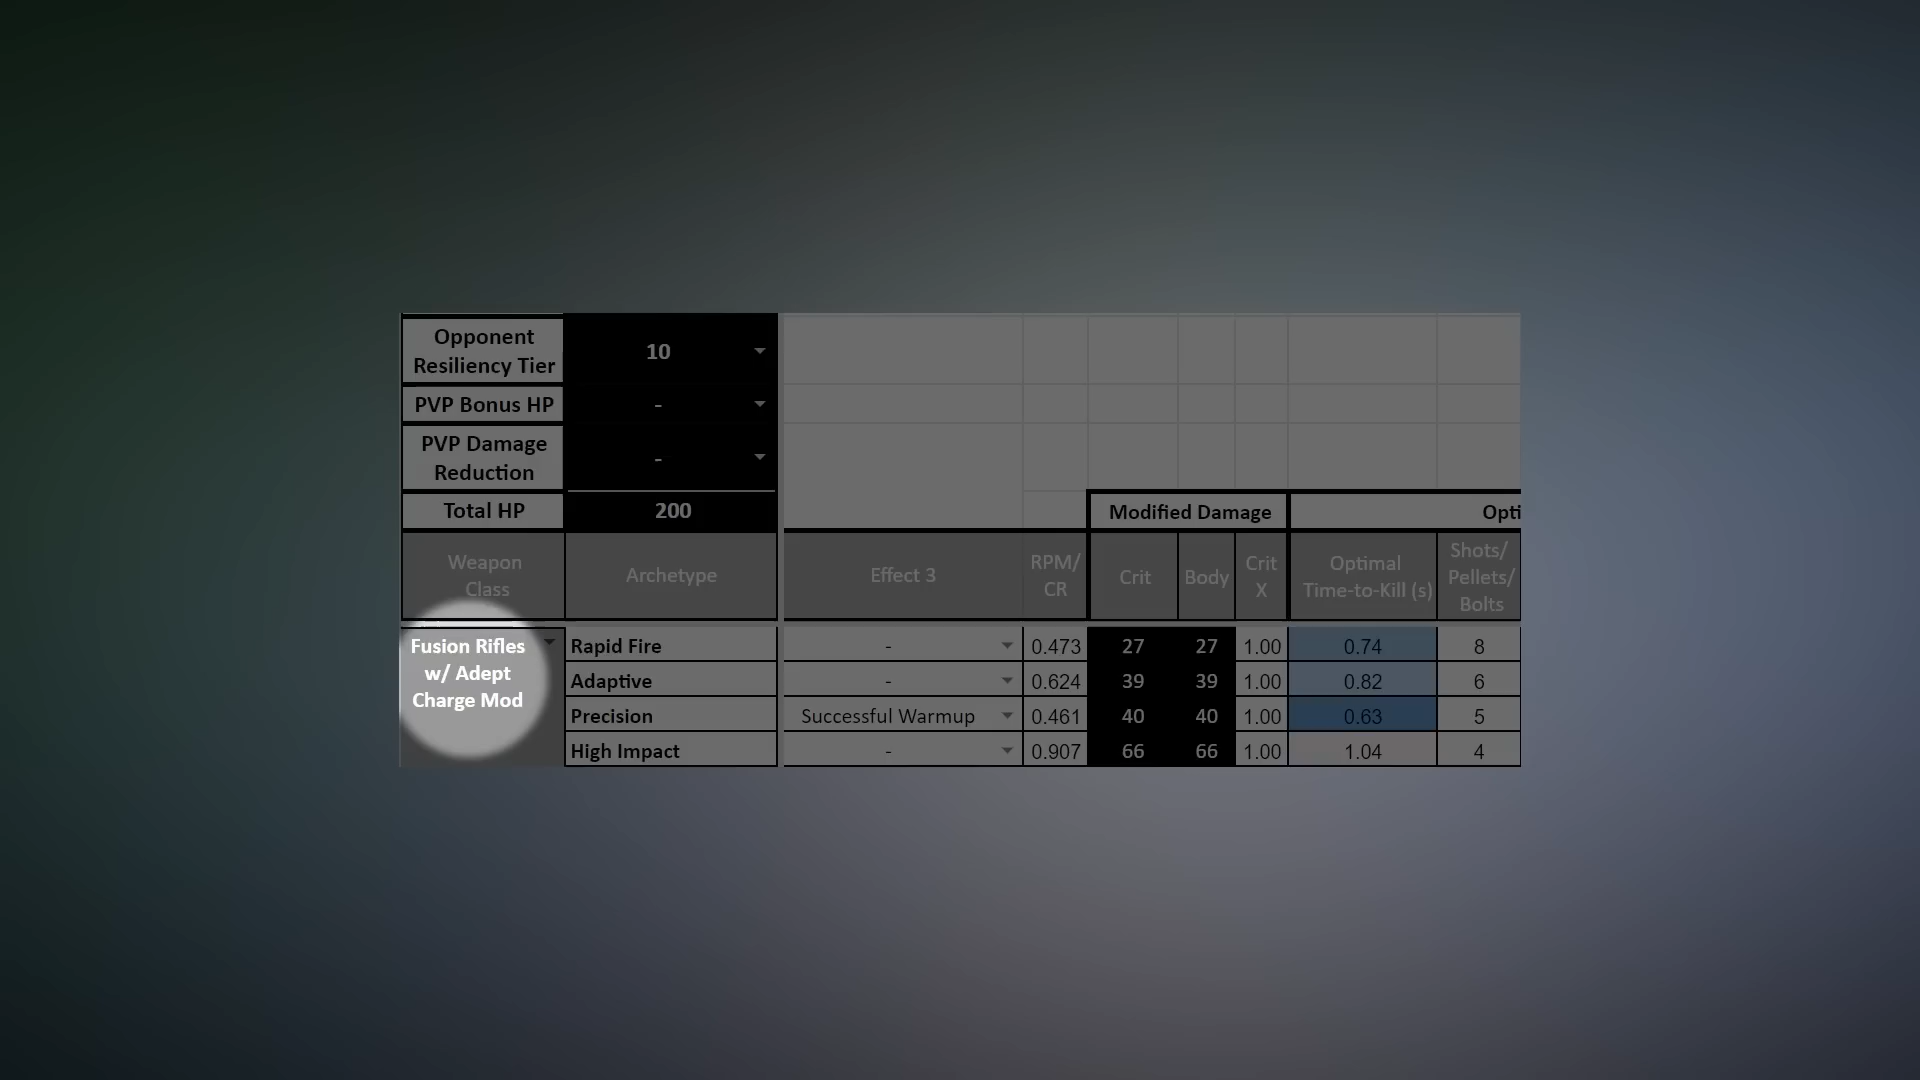 Opponent
Resiliency Tier
10
PVP Bonus HP
-
PVP Damage
Reduction
-
Total HP
200
Modified Damage
Opti
Weapon
Class
Archetype
Effect 3
RPM/
CR
Crit
Body
Crit
X
Optimal
Time-to-Kill (s)
Shots/
Pellets/
Bolts
Fusion Rifles
w/ Adept
Charge Mod
Rapid Fire - 0.473 27 27 1.00 0.74 8
Adaptive - 0.624 39 39 1.00 0.82 6
Precision Successful Warmup 0.461 40 40 1.00 0.63 5
High Impact - 0.907 66 66 1.00 1.04 4